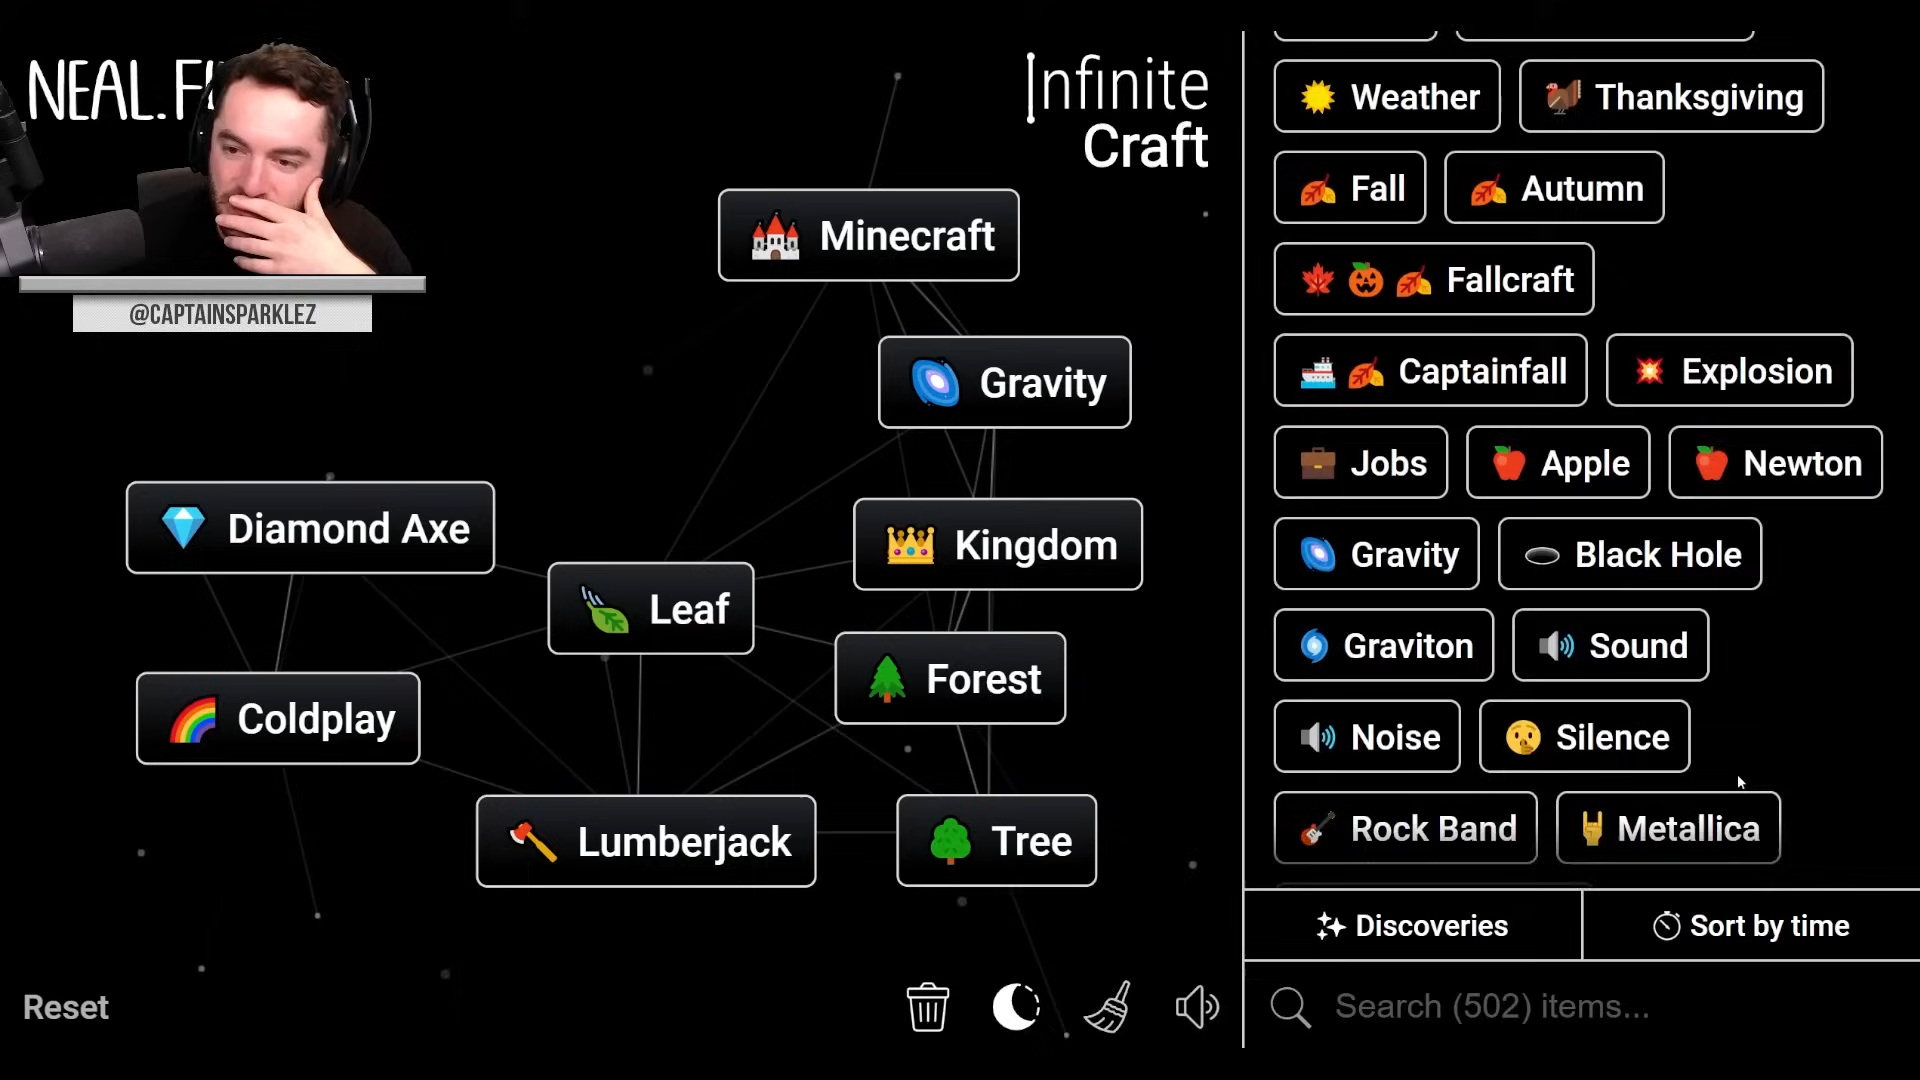 NEAL.F
Infinite
Craft
@CAPTAINSPARKLEZ
Minecraft
Gravity
Diamond Axe
Kingdom
Leaf
Forest
Coldplay
Lumberjack
Tree
Reset
Weather
Thanksgiving
Fall
Autumn
Fallcraft
Captainfall
Explosion
Jobs
Apple
Newton
Gravity
Black Hole
Graviton
Sound
Noise
Silence
Rock Band
Metallica
Discoveries
Sort by time
Search (502) items...